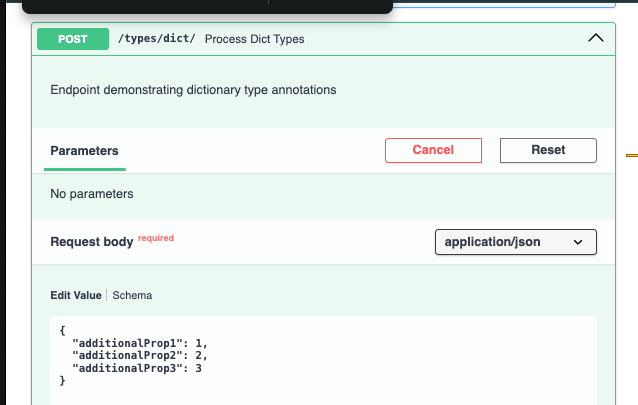 POST /types/dict/ Process Dict Types
Endpoint demonstrating dictionary type annotations
Parameters Cancel Reset
No parameters
Request body required application/json
Edit Value Schema
{
"additionalProp1": 1,
"additionalProp2": 2,
"additionalProp3": 3
}